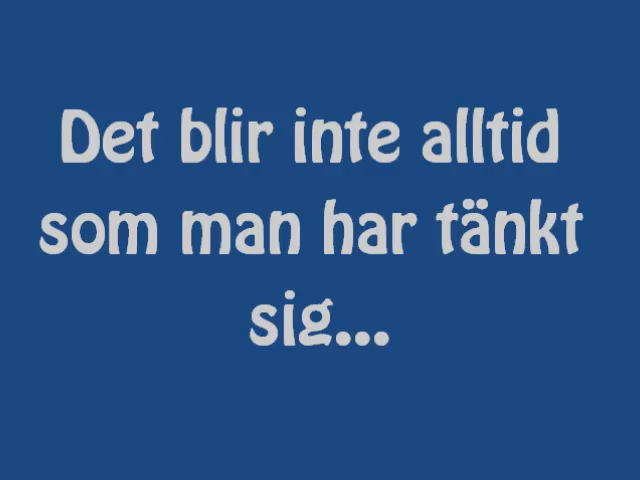 Det blir inte alltid
som man har tänkt
sig...